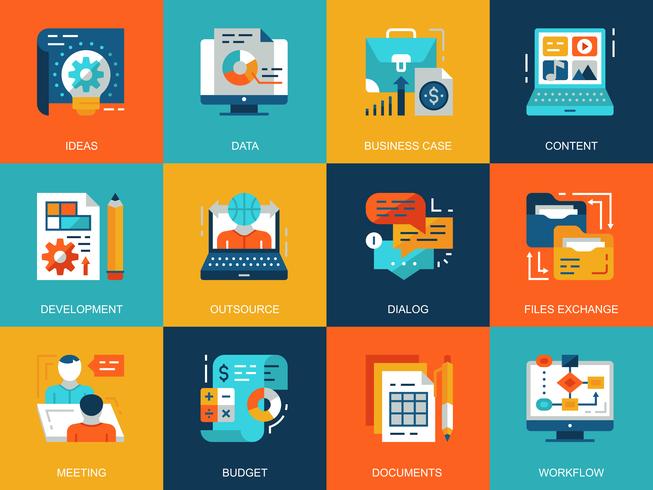 IDEAS
DATA
BUSINESS CASE
CONTENT
DEVELOPMENT
OUTSOURCE
DIALOG
FILES EXCHANGE
MEETING
BUDGET
DOCUMENTS
WORKFLOW